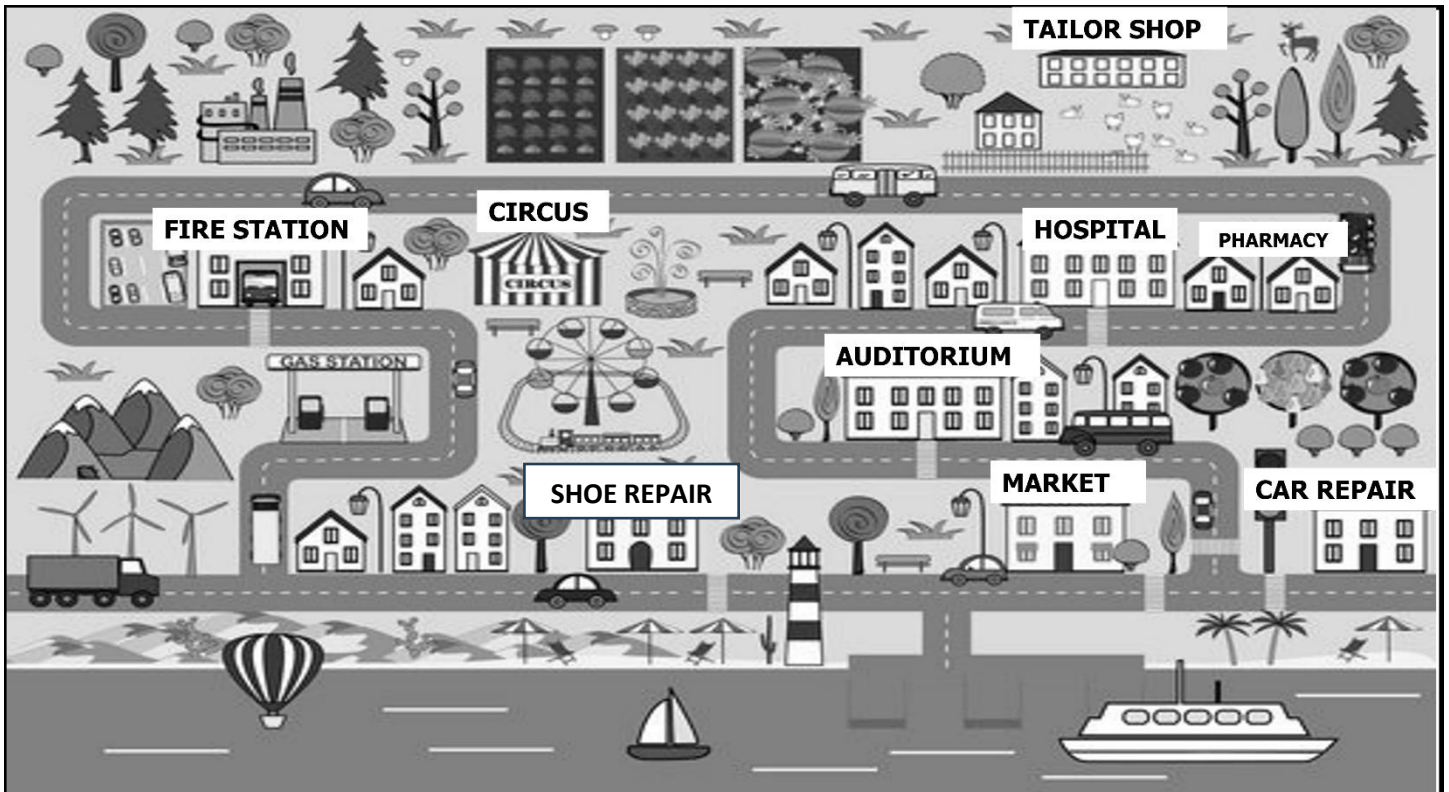 TAILOR SHOP
FIRE STATION
CIRCUS
HOSPITAL
PHARMACY
CIRCUS
GAS STATION
AUDITORIUM
SHOE REPAIR
MARKET
CAR REPAIR